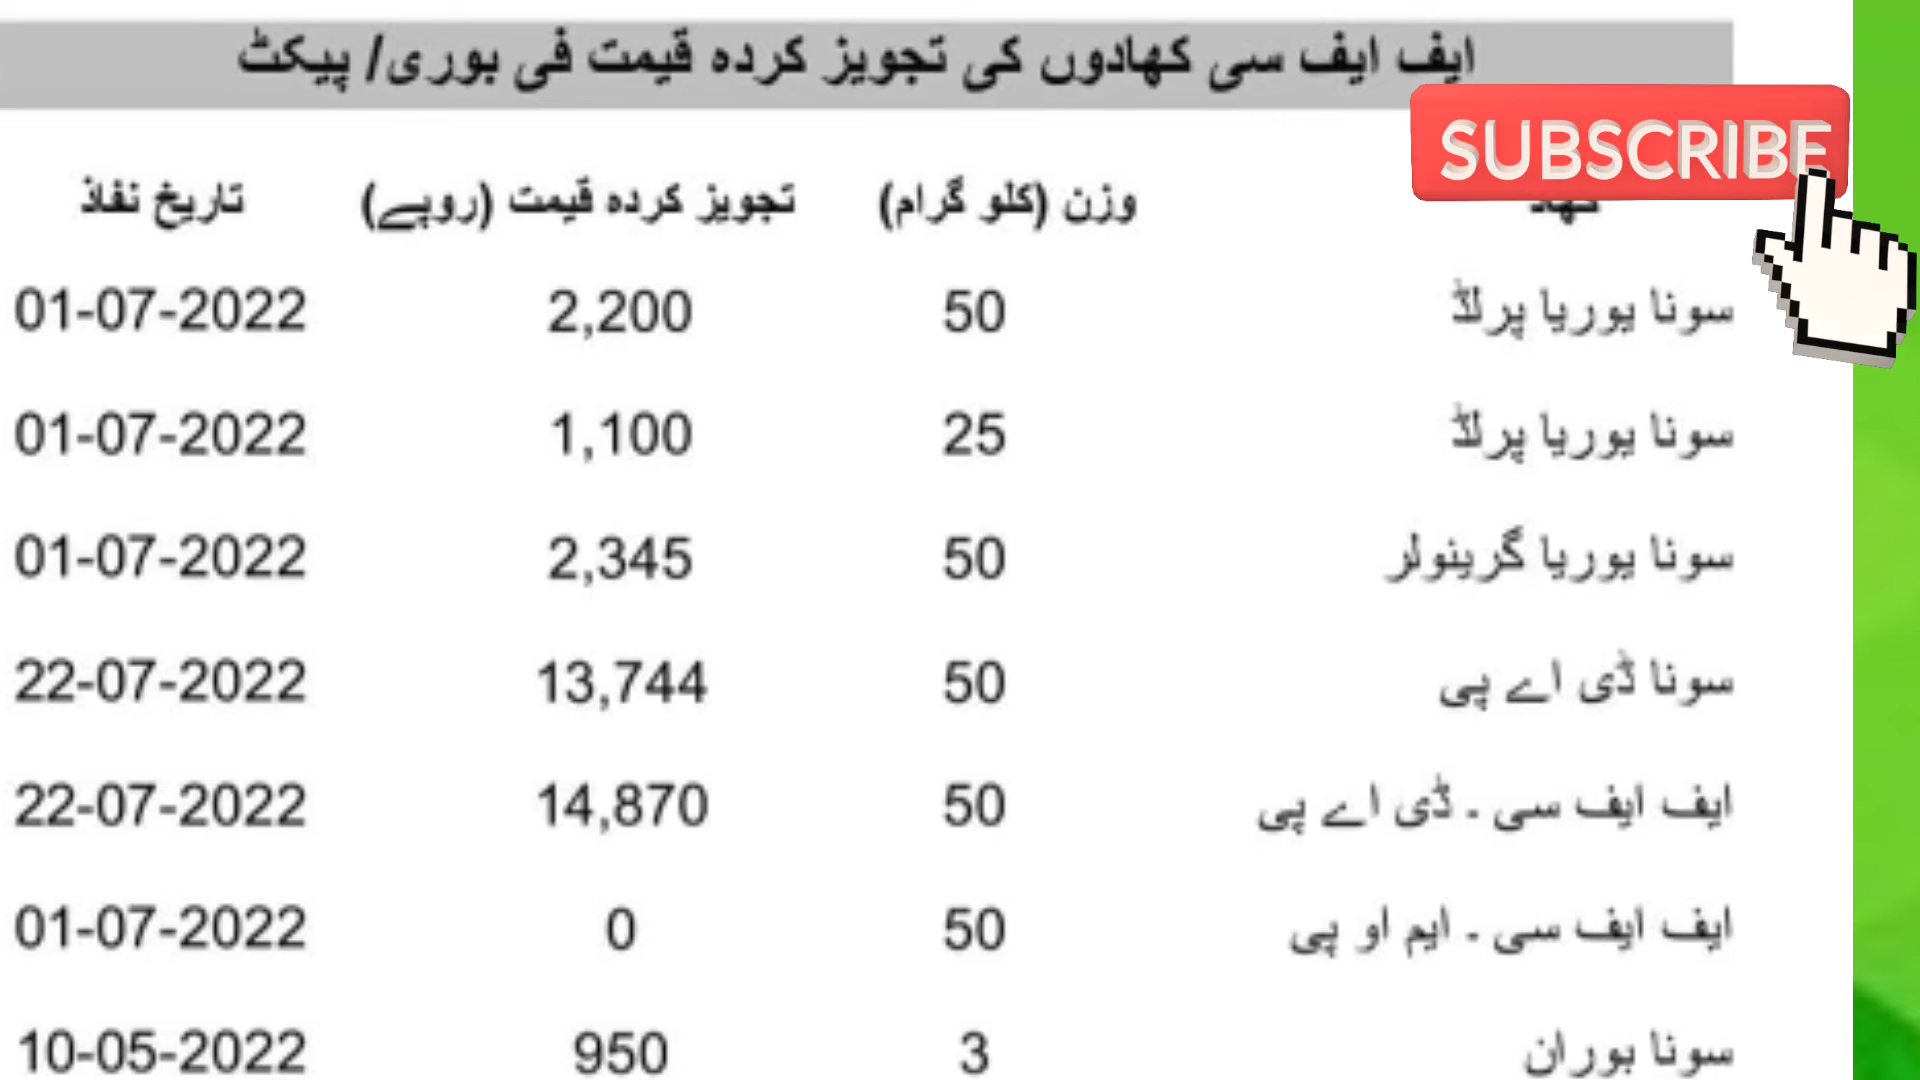 ایف ایف سی کھادوں کی تجویز کردہ قیمت فی بوری/ پیکٹ
SUBSCRIBE
کھاد وزن (کلو گرام) تجویز کردہ قیمت (روپے) تاریخ نفاذ
سونا یوریا پرلڈ 50 2,200 01-07-2022
سونا یوریا پرلڈ 25 1,100 01-07-2022
سونا یوریا گرینولر 50 2,345 01-07-2022
سونا ڈی اے پی 50 13,744 22-07-2022
ایف ایف سی - ڈی اے پی 50 14,870 22-07-2022
ایف ایف سی - ایم او پی 50 0 01-07-2022
سونا بوران 3 950 10-05-2022